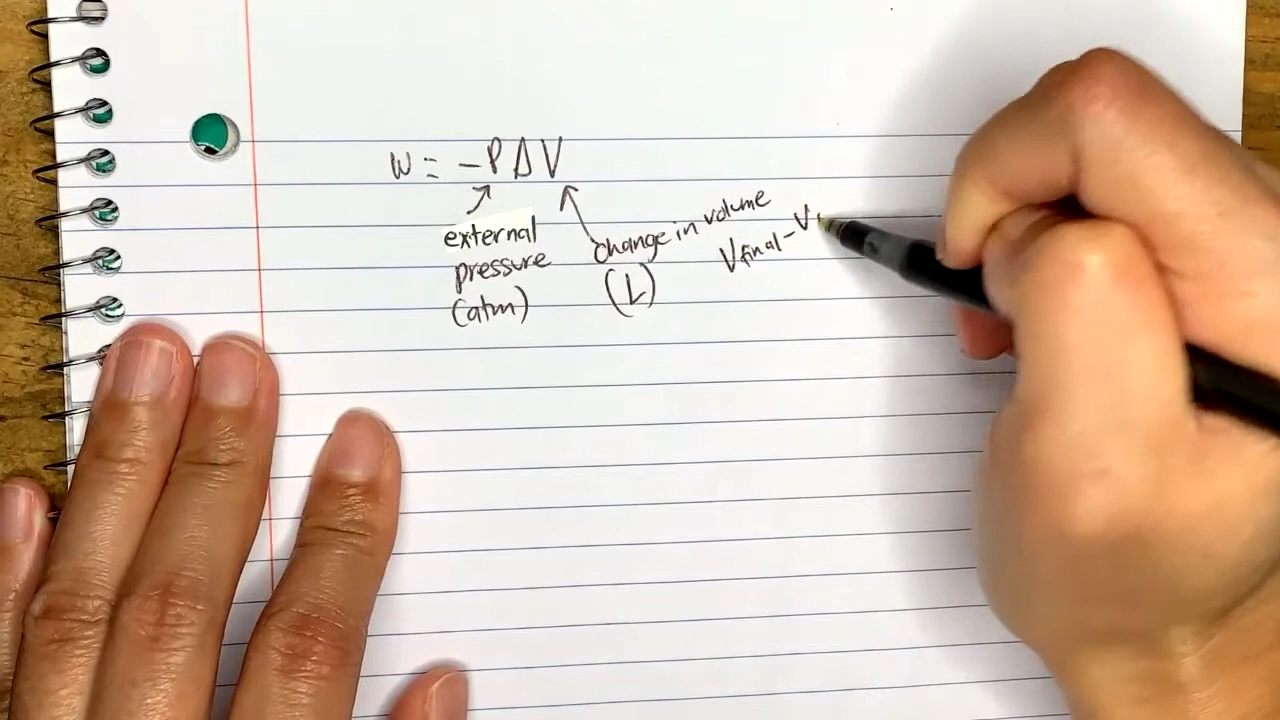 w = -PΔV
external
pressure
(atm)
change in volume
(L)
Vfinal - V